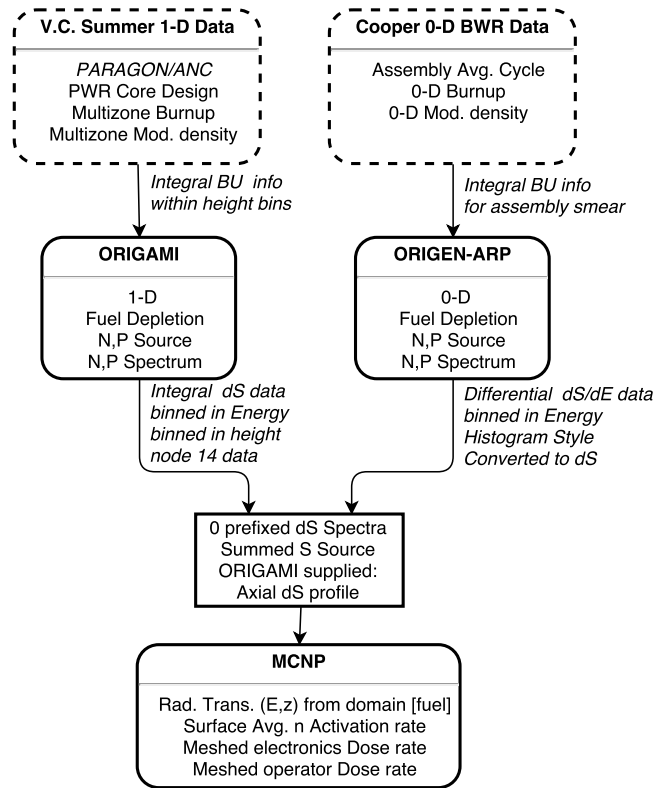 V.C. Summer 1-D Data
PARAGON/ANC
PWR Core Design
Multizone Burnup
Multizone Mod. density
Cooper 0-D BWR Data
Assembly Avg. Cycle
0-D Burnup
0-D Mod. density
Integral BU info
within height bins
Integral BU info
for assembly smear
ORIGAMI
1-D
Fuel Depletion
N,P Source
N,P Spectrum
ORIGEN-ARP
0-D
Fuel Depletion
N,P Source
N,P Spectrum
Integral dS data
binned in Energy
binned in height
node 14 data
Differential dS/dE data
binned in Energy
Histogram Style
Converted to dS
0 prefixed dS Spectra
Summed S Source
ORIGAMI supplied:
Axial dS profile
MCNP
Rad. Trans. (E,z) from domain [fuel]
Surface Avg. n Activation rate
Meshed electronics Dose rate
Meshed operator Dose rate